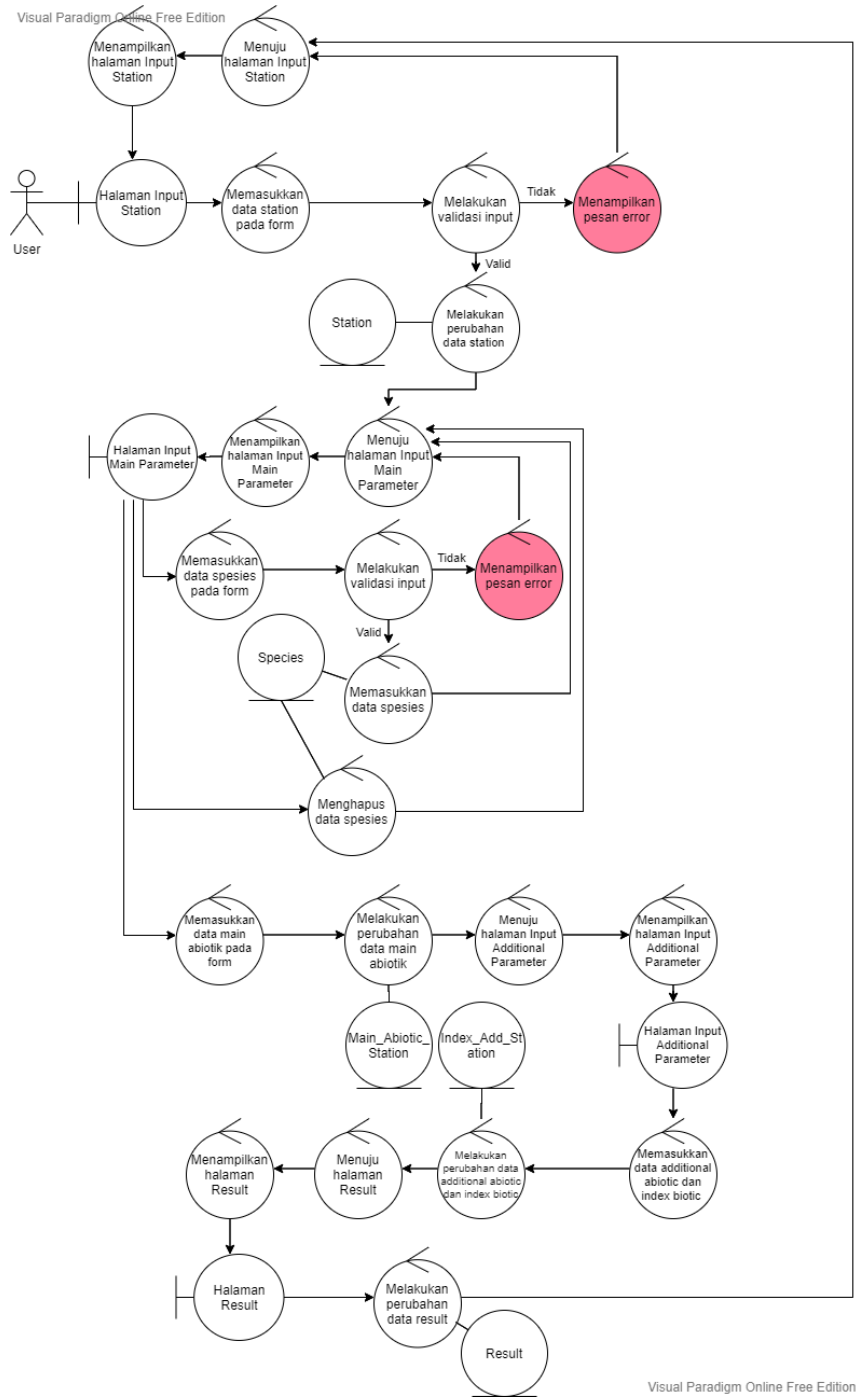 Visual Paradigm Online Free Edition
Menampilkan
halaman Input
Station
Menuju
halaman Input
Station
User
Halaman Input
Station
Memasukkan
data station
pada form
Melakukan
validasi input
Tidak
Menampilkan
pesan error
Valid
Station
Melakukan
perubahan
data station
Halaman Input
Main Parameter
Menampilkan
halaman Input
Main
Parameter
Menuju
halaman Input
Main
Parameter
Memasukkan
data spesies
pada form
Melakukan
validasi input
Tidak
Menampilkan
pesan error
Valid
Species
Memasukkan
data spesies
Menghapus
data spesies
Memasukkan
data main
abiotik pada
form
Melakukan
perubahan
data main
abiotik
Menuju
halaman Input
Additional
Parameter
Menampilkan
halaman Input
Additional
Parameter
Main_Abiotic_
Station
Index_Add_St
ation
Halaman Input
Additional
Parameter
Menampilkan
halaman
Result
Menuju
halaman
Result
Melakukan
perubahan data
additional abiotic
dan index biotic
Memasukkan
data additional
abiotic dan
index biotic
Halaman
Result
Melakukan
perubahan
data result
Result
Visual Paradigm Online Free Edition